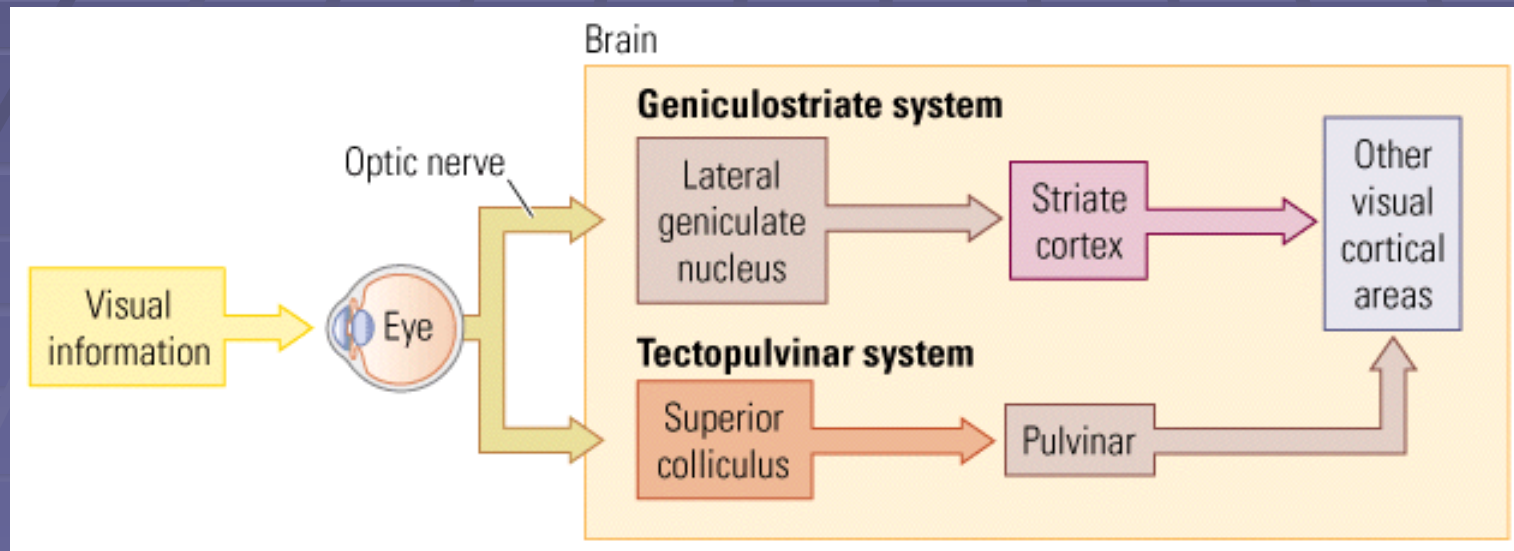 Brain
Geniculostriate system
Optic nerve
Lateral
geniculate
nucleus
Striate
cortex
Other
visual
cortical
areas
Visual
information
Eye
Tectopulvinar system
Superior
colliculus
Pulvinar